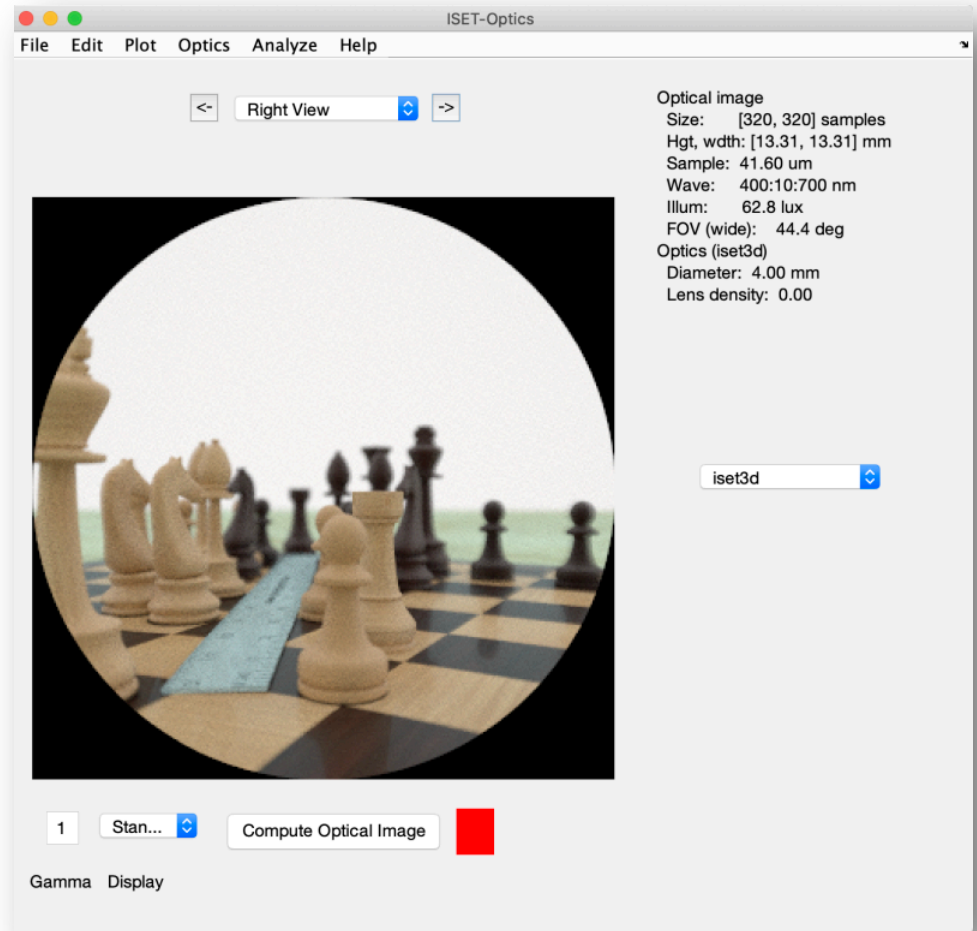 ISET-Optics
File Edit Plot Optics Analyze Help
<- Right View ->
Optical image
Size: [320, 320] samples
Hgt, wdth: [13.31, 13.31] mm
Sample: 41.60 um
Wave: 400:10:700 nm
Illum: 62.8 lux
FOV (wide): 44.4 deg
Optics (iset3d)
Diameter: 4.00 mm
Lens density: 0.00
iset3d
1 Stan... Compute Optical Image
Gamma Display